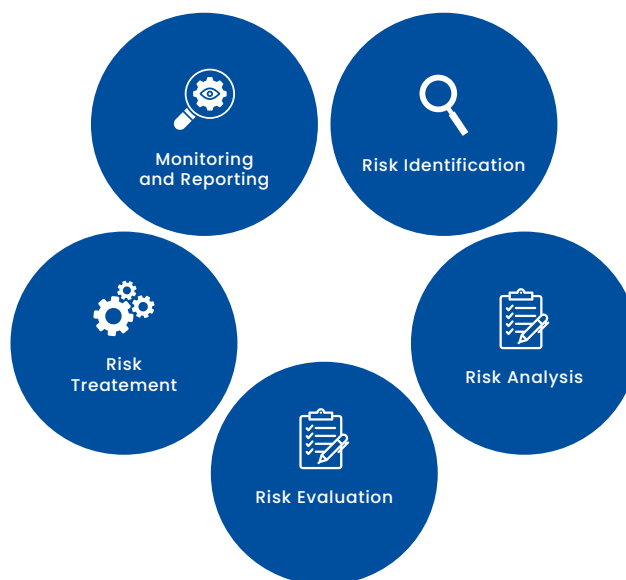 Monitoring
and Reporting
Risk Identification
Risk
Treatement
Risk Analysis
Risk Evaluation